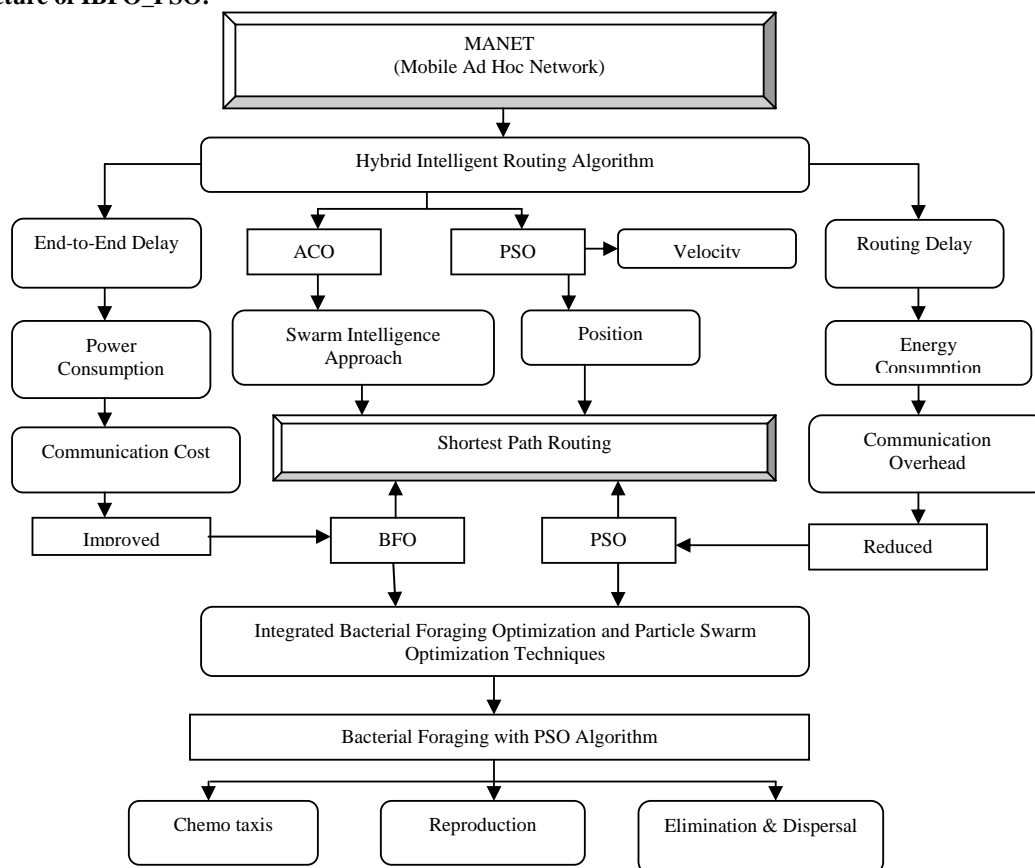 IBFO_PSO:
MANET
(Mobile Ad Hoc Network)
Hybrid Intelligent Routing Algorithm
End-to-End Delay
ACO
PSO
Velocity
Routing Delay
Power
Consumption
Swarm Intelligence
Approach
Position
Energy
Consumption
Communication Cost
Shortest Path Routing
Communication
Overhead
Improved
BFO
PSO
Reduced
Integrated Bacterial Foraging Optimization and Particle Swarm
Optimization Techniques
Bacterial Foraging with PSO Algorithm
Chemo taxis
Reproduction
Elimination & Dispersal